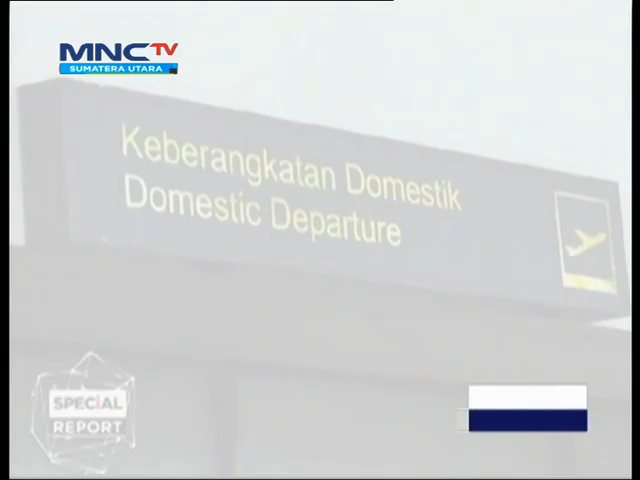 MNCTV
SUMATERA UTARA
Keberangkatan Domestik
Domestic Departure
SPECiAL
REPORT